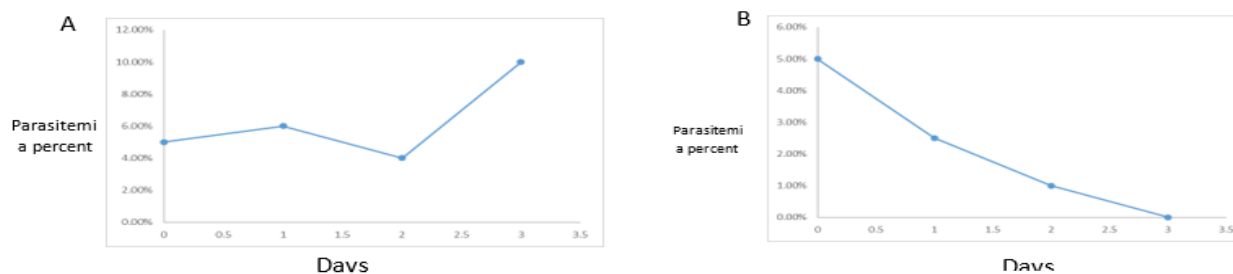 A
12.00%
10.00%
8.00%
6.00%
4.00%
2.00%
0.00%
Parasitemi
a percent
0 0.5 1 1.5 2 2.5 3 3.5
Days
B
6.00%
5.00%
4.00%
3.00%
2.00%
1.00%
0.00%
Parasitemi
a percent
0 0.5 1 1.5 2 2.5 3 3.5
Days